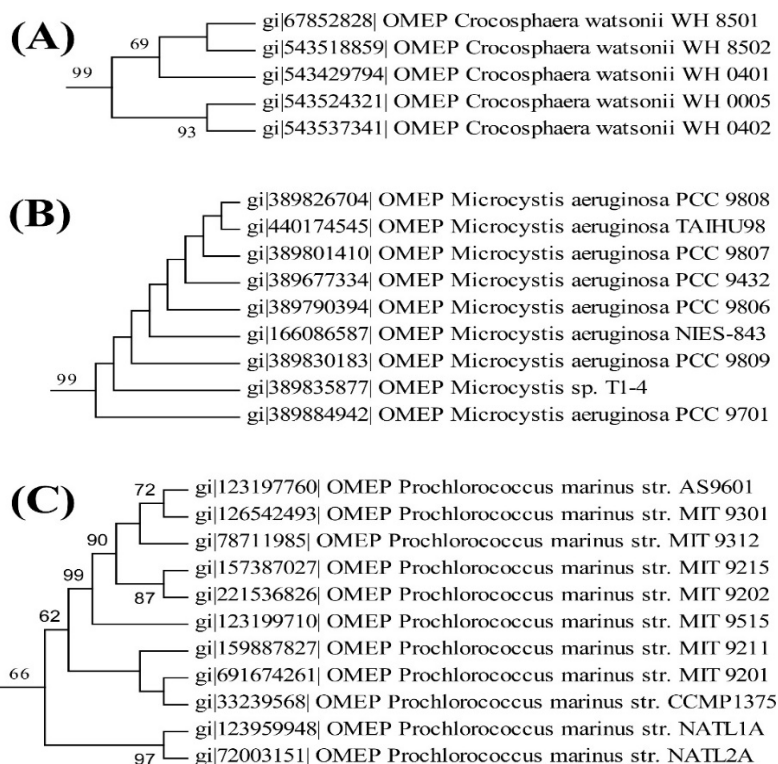 (A)
gi|67852828| OMEP Crocosphaera watsonii WH 8501
69
gi|543518859| OMEP Crocosphaera watsonii WH 8502
99
gi|543429794| OMEP Crocosphaera watsonii WH 0401
gi|543524321| OMEP Crocosphaera watsonii WH 0005
93
gi|543537341| OMEP Crocosphaera watsonii WH 0402
(B)
gi|389826704| OMEP Microcystis aeruginosa PCC 9808
gi|440174545| OMEP Microcystis aeruginosa TAIHU98
gi|389801410| OMEP Microcystis aeruginosa PCC 9807
gi|389677334| OMEP Microcystis aeruginosa PCC 9432
gi|389790394| OMEP Microcystis aeruginosa PCC 9806
gi|166086587| OMEP Microcystis aeruginosa NIES-843
gi|389830183| OMEP Microcystis aeruginosa PCC 9809
99
gi|389835877| OMEP Microcystis sp. T1-4
gi|389884942| OMEP Microcystis aeruginosa PCC 9701
(C)
72
gi|123197760| OMEP Prochlorococcus marinus str. AS9601
gi|126542493| OMEP Prochlorococcus marinus str. MIT 9301
90
gi|78711985| OMEP Prochlorococcus marinus str. MIT 9312
99
gi|157387027| OMEP Prochlorococcus marinus str. MIT 9215
87
gi|221536826| OMEP Prochlorococcus marinus str. MIT 9202
62
gi|123199710| OMEP Prochlorococcus marinus str. MIT 9515
gi|159887827| OMEP Prochlorococcus marinus str. MIT 9211
66
gi|691674261| OMEP Prochlorococcus marinus str. MIT 9201
gi|33239568| OMEP Prochlorococcus marinus str. CCMP1375
gi|123959948| OMEP Prochlorococcus marinus str. NATL1A
97
gi|72003151| OMEP Prochlorococcus marinus str. NATL2A